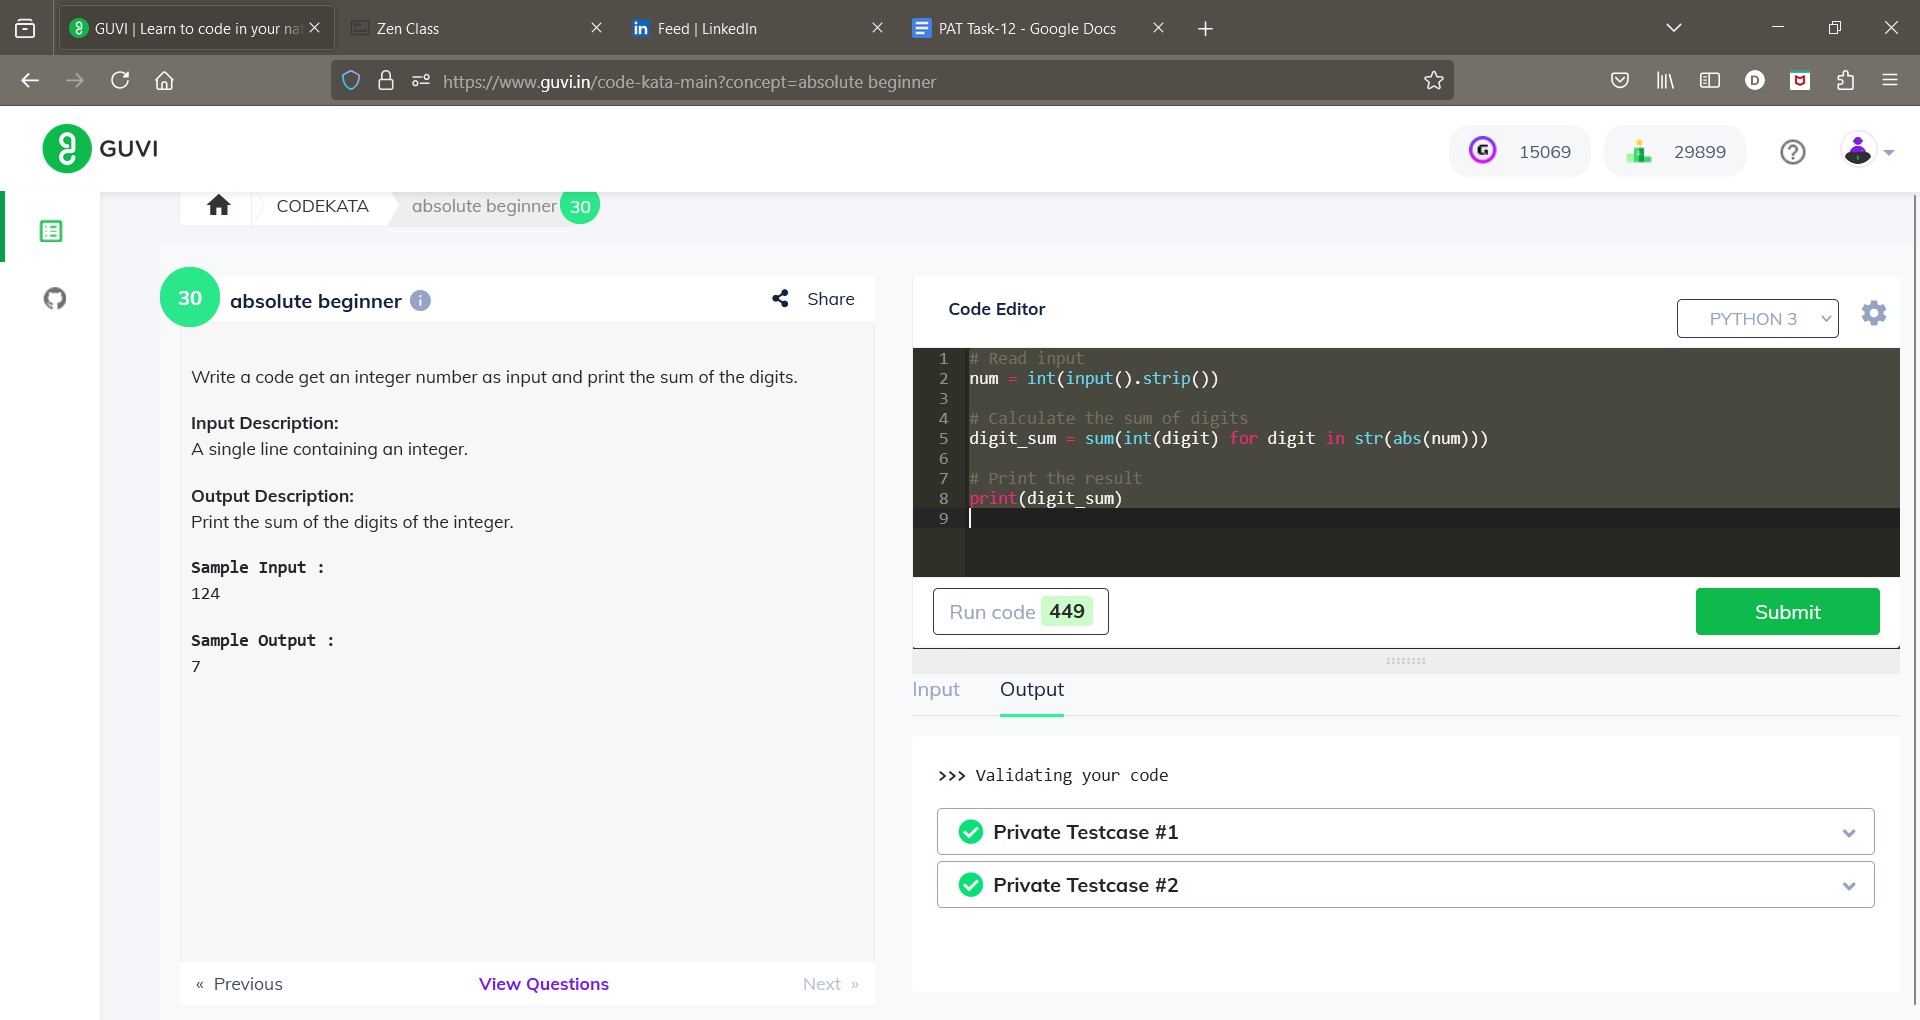 GUVI | Learn to code in your nat
Zen Class
Feed | LinkedIn
PAT Task-12 - Google Docs
https://www.guvi.in/code-kata-main?concept=absolute beginner
D
GUVI
G 15069
29899
CODEKATA
absolute beginner 30
30 absolute beginner
Share
Write a code get an integer number as input and print the sum of the digits.
Input Description:
A single line containing an integer.
Output Description:
Print the sum of the digits of the integer.
Sample Input :
124
Sample Output :
7
« Previous
View Questions
Next »
Code Editor
PYTHON 3
1 # Read input
2 num = int(input().strip())
3
4 # Calculate the sum of digits
5 digit_sum = sum(int(digit) for digit in str(abs(num)))
6
7 # Print the result
8 print(digit_sum)
9
Run code 449
Submit
Input
Output
>>> Validating your code
Private Testcase #1
Private Testcase #2